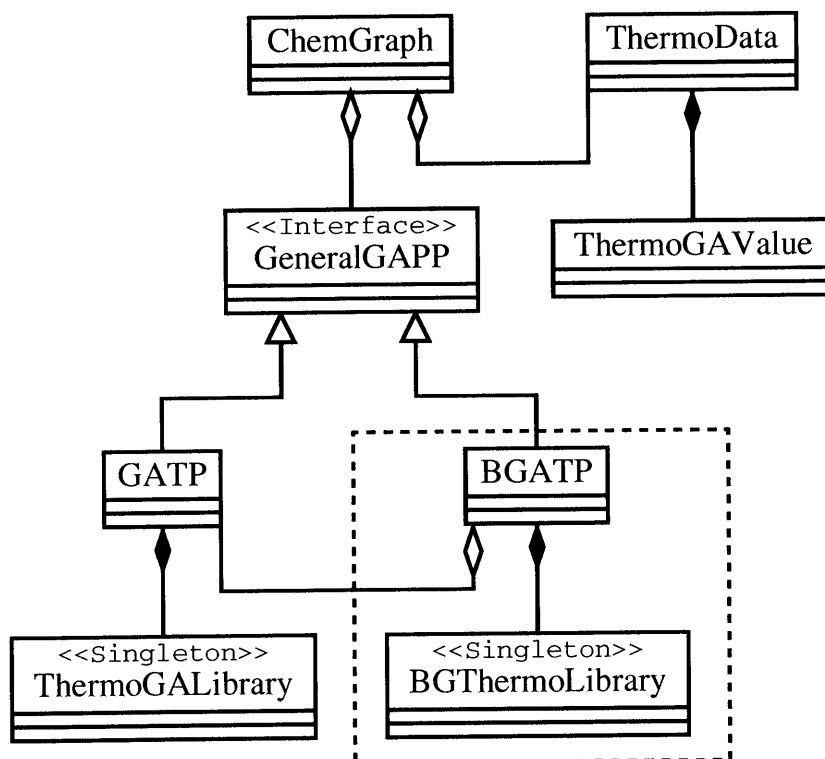 ChemGraph
ThermoData
<<Interface>>
GeneralGAPP
ThermoGAValue
GATP
BGATP
<<Singleton>>
ThermoGALibrary
<<Singleton>>
BGThermoLibrary